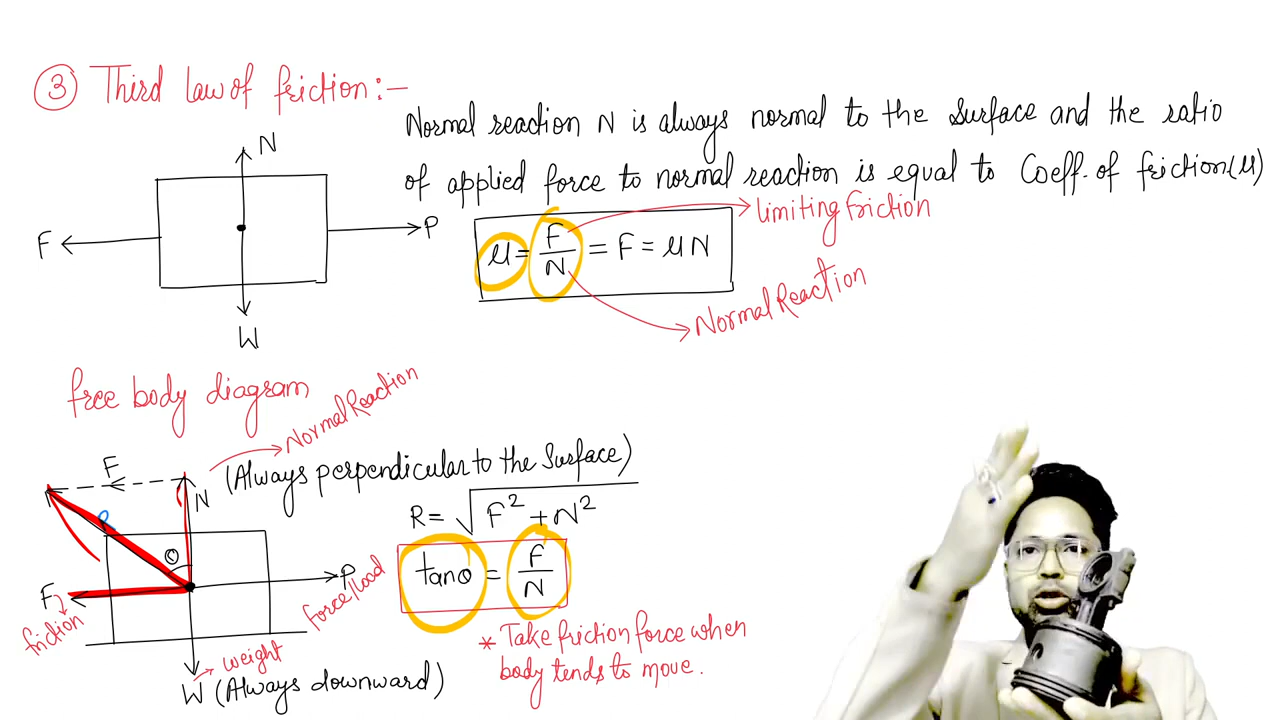 ③ Third law of friction:-
Normal reaction N is always normal to the surface and the ratio
of applied force to normal reaction is equal to Coeff. of friction(μ)
N
F
P
W
μ = F/N = F = μN
Limiting friction
Normal Reaction
free body diagram
Normal Reaction
(Always perpendicular to the surface)
F
N
R
R = √F² + N²
θ
F
P
friction
Force/load
tanθ = F/N
weight
W (Always downward)
* Take friction force when
body tends to move.